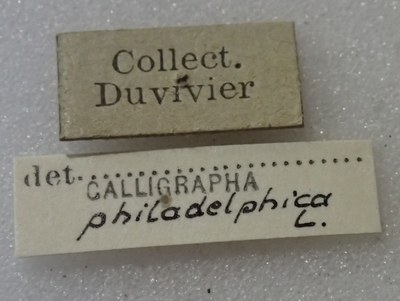 Collect.
Duvivier
det.......................
CALLIGRAPHA
philadelphica
L.